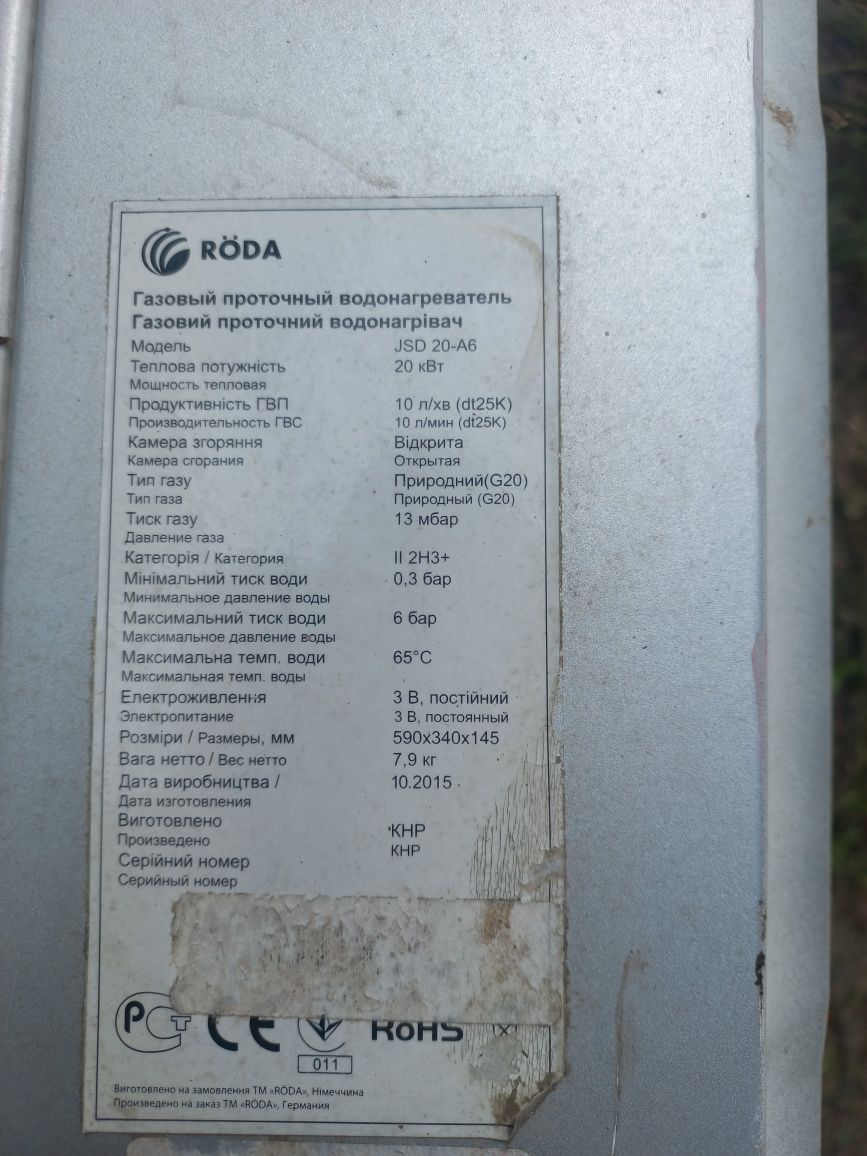 RÖDA
Газовый проточный водонагреватель
Газовий проточний водонагрівач
Модель JSD 20-A6
Теплова потужність 20 кВт
Мощность тепловая
Продуктивність ГВП 10 л/хв (dt25K)
Производительность ГВС 10 л/мин (dt25K)
Камера згоряння Відкрита
Камера сгорания Открытая
Тип газу Природний(G20)
Тип газа Природный (G20)
Тиск газу 13 мбар
Давление газа
Категорія / Категория II 2H3+
Мінімальний тиск води 0,3 бар
Минимальное давление воды
Максимальний тиск води 6 бар
Максимальное давление воды
Максимальна темп. води 65°C
Максимальная темп. воды
Електроживлення 3 В, постійний
Электропитание 3 В, постоянный
Розміри / Размеры, мм 590x340x145
Вага нетто / Вес нетто 7,9 кг
Дата виробництва / 10.2015
Дата изготовления
Виготовлено КНР
Произведено КНР
Серійний номер
Серийный номер
РСТ CE RoHS
011
Виготовлено на замовлення ТМ «RÖDA», Німеччина
Произведено на заказ ТМ «RÖDA», Германия